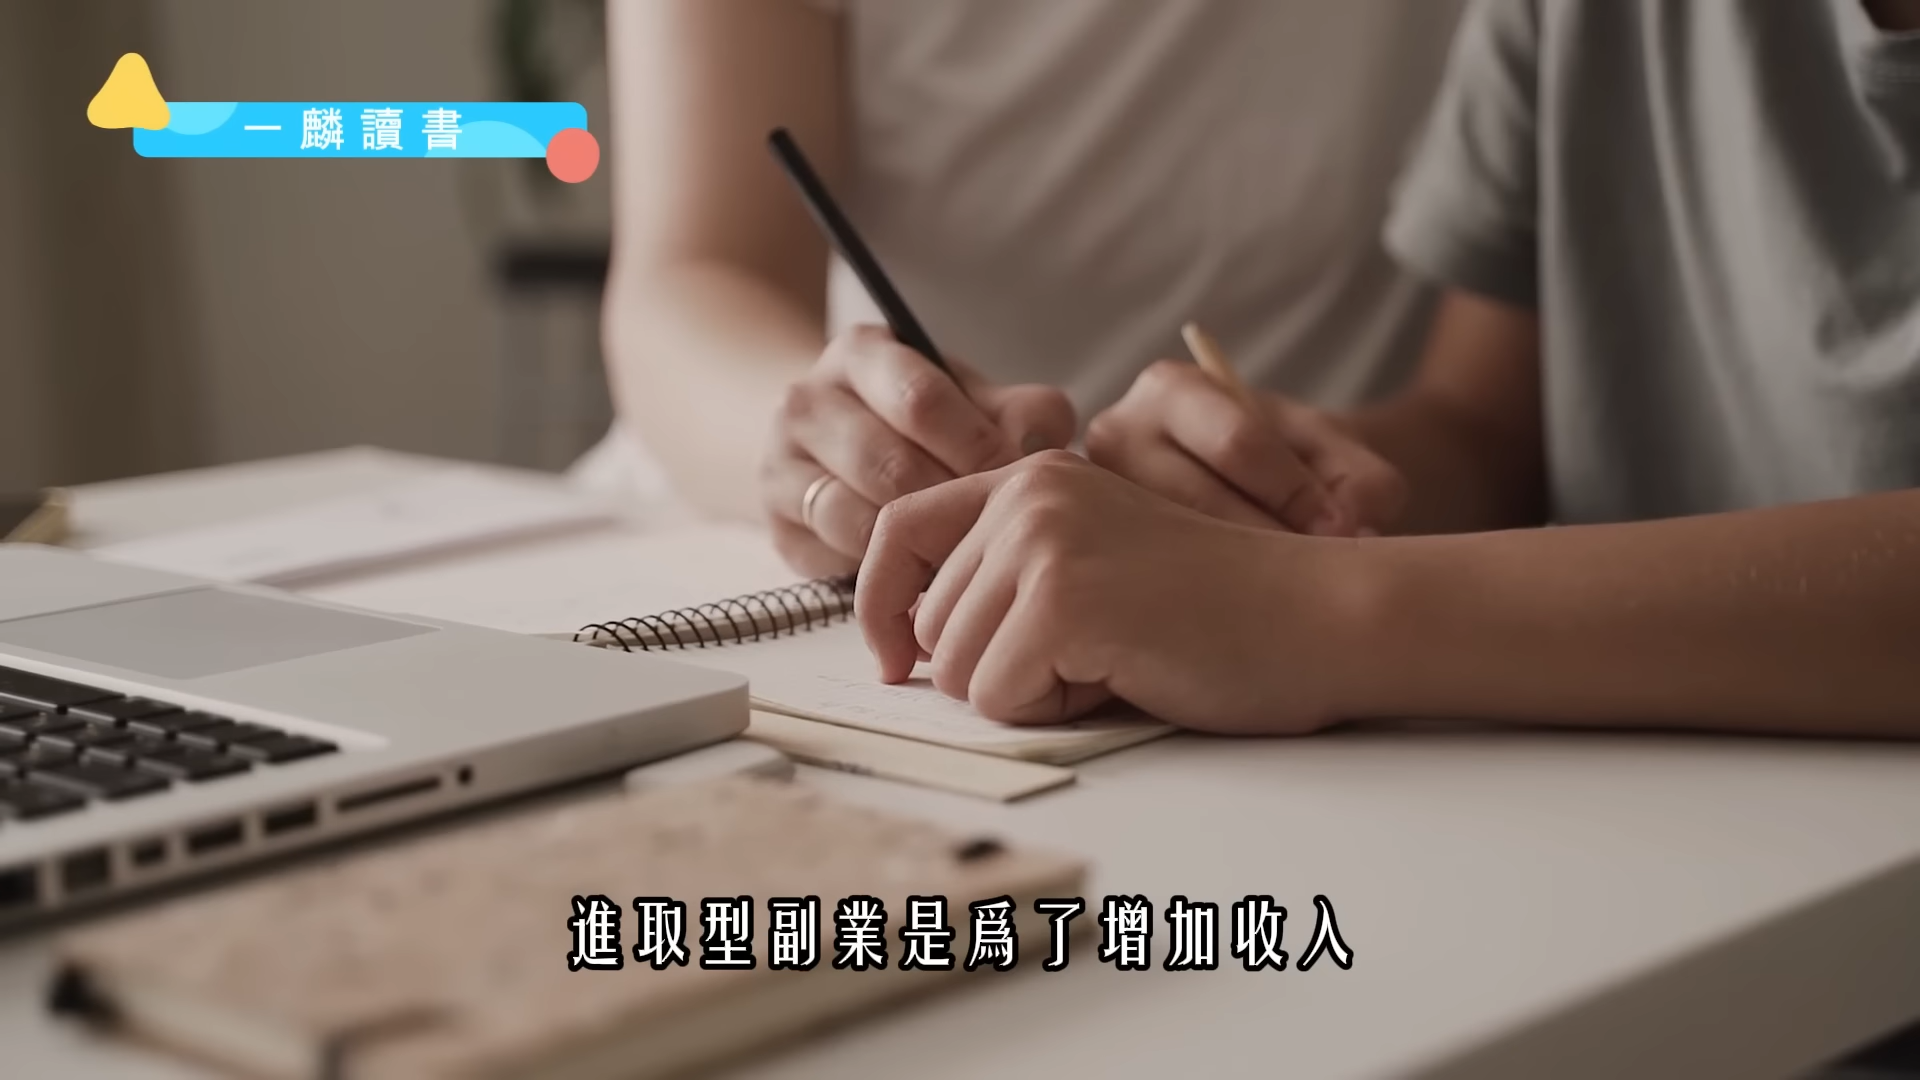 一麟讀書
進取型副業是爲了增加收入